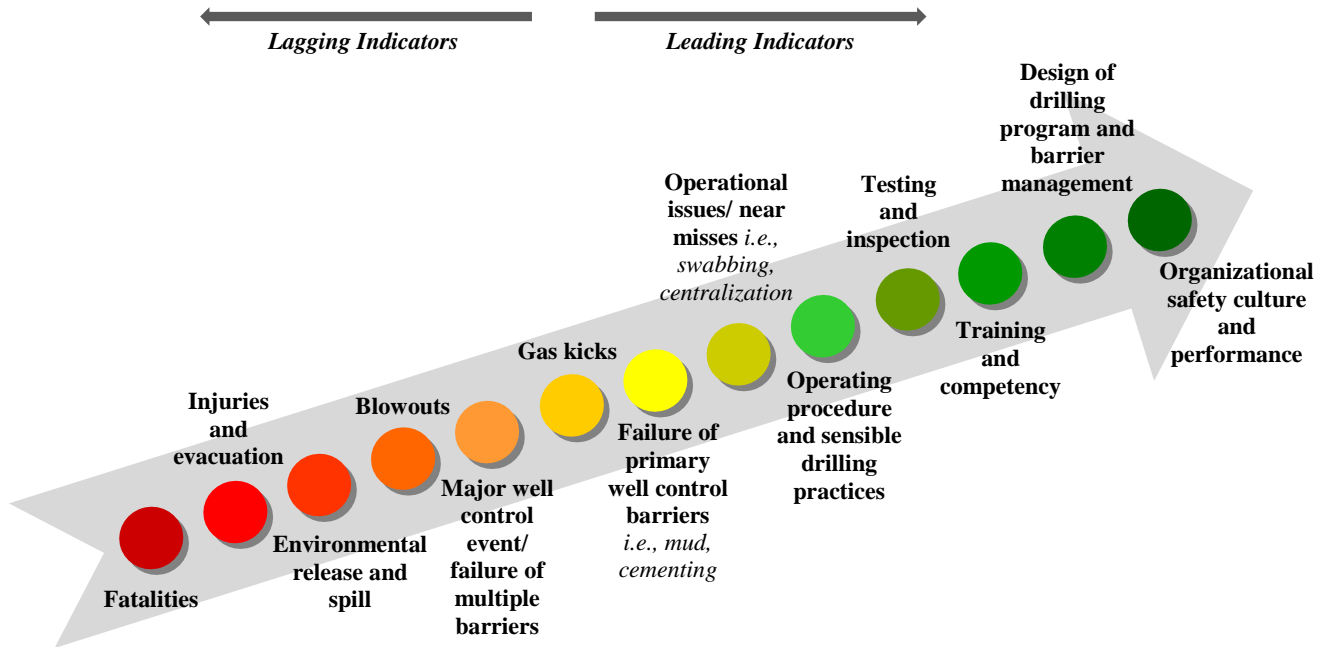 Lagging Indicators
Leading Indicators
Fatalities
Injuries
and
evacuation
Environmental
release and
spill
Blowouts
Major well
control
event/
failure of
multiple
barriers
Gas kicks
Failure of
primary
well control
barriers
i.e., mud,
cementing
Operational
issues/ near
misses i.e.,
swabbing,
centralization
Operating
procedure
and sensible
drilling
practices
Testing
and
inspection
Training
and
competency
Design of
drilling
program and
barrier
management
Organizational
safety culture
and
performance